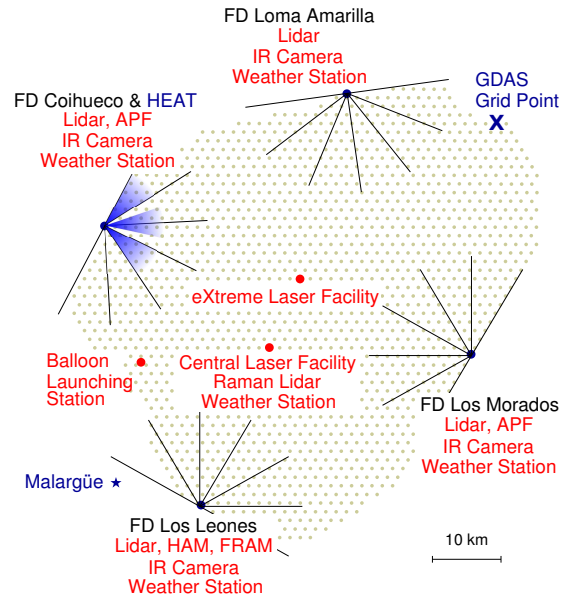 FD Loma Amarilla
Lidar
IR Camera
Weather Station
GDAS
Grid Point
X
FD Coihueco & HEAT
Lidar, APF
IR Camera
Weather Station
eXtreme Laser Facility
Balloon
Launching
Station
Central Laser Facility
Raman Lidar
Weather Station
FD Los Morados
Lidar, APF
IR Camera
Weather Station
Malargüe
FD Los Leones
Lidar, HAM, FRAM
IR Camera
Weather Station
10 km